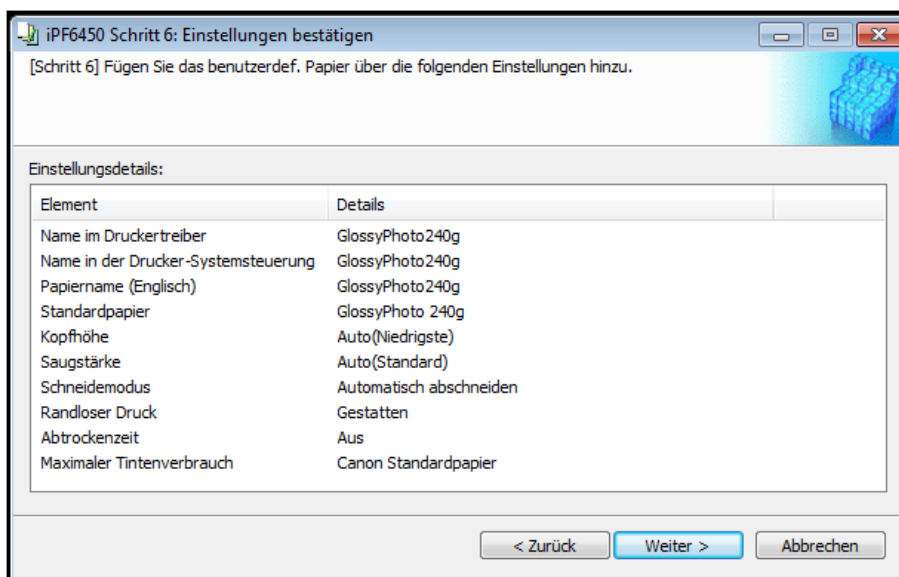 iPF6450 Schritt 6: Einstellungen bestätigen
[Schritt 6] Fügen Sie das benutzerdef. Papier über die folgenden Einstellungen hinzu.
Einstellungsdetails:
Element Details
Name im Druckertreiber GlossyPhoto240g
Name in der Drucker-Systemsteuerung GlossyPhoto240g
Papiername (Englisch) GlossyPhoto240g
Standardpapier GlossyPhoto 240g
Kopfhöhe Auto(Niedrigste)
Saugstärke Auto(Standard)
Schneidemodus Automatisch abschneiden
Randloser Druck Gestatten
Abtrockenzeit Aus
Maximaler Tintenverbrauch Canon Standardpapier
< Zurück Weiter > Abbrechen